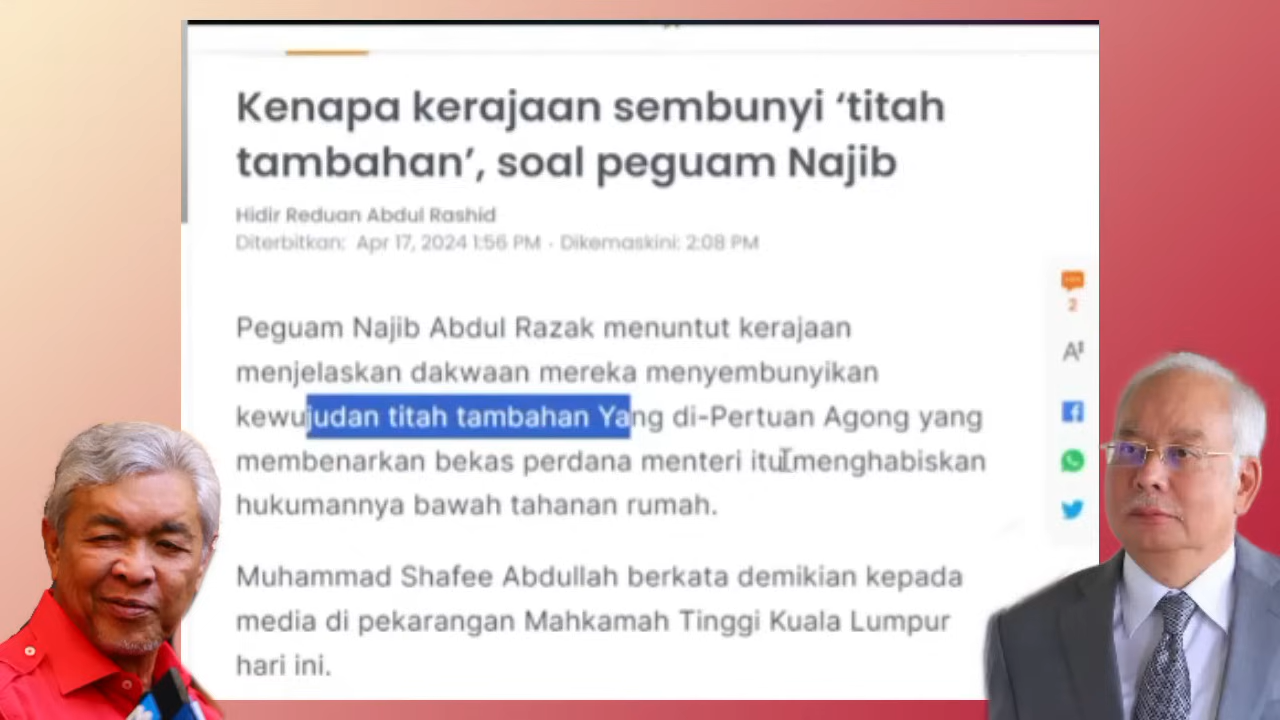 Kenapa kerajaan sembunyi ‘titah
tambahan’, soal peguam Najib
Hidir Reduan Abdul Rashid
Diterbitkan: Apr 17, 2024 1:56 PM · Dikemaskini: 2:08 PM
2
Peguam Najib Abdul Razak menuntut kerajaan
menjelaskan dakwaan mereka menyembunyikan
kewujudan titah tambahan Yang di-Pertuan Agong yang
membenarkan bekas perdana menteri itu menghabiskan
hukumannya bawah tahanan rumah.
Muhammad Shafee Abdullah berkata demikian kepada
media di pekarangan Mahkamah Tinggi Kuala Lumpur
hari ini.